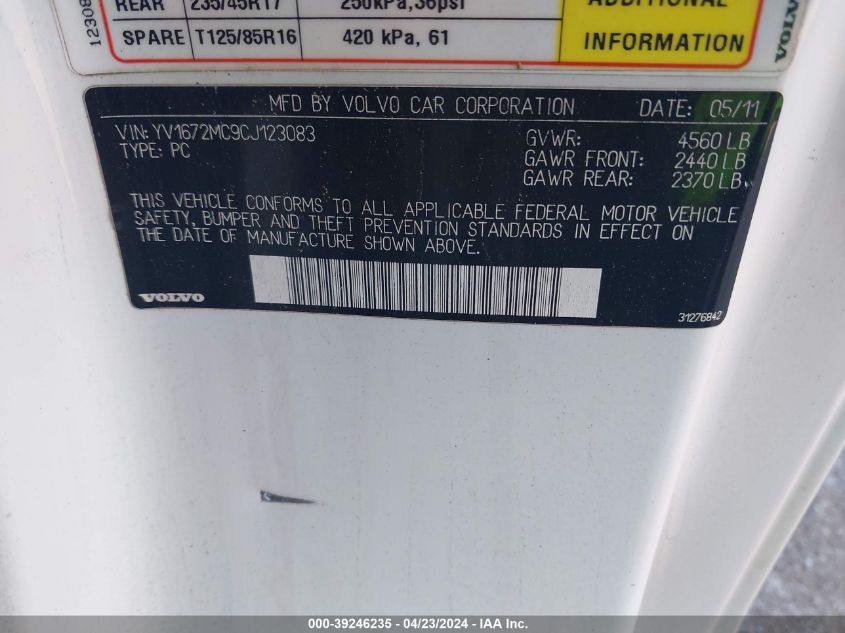 REAR 235/45R17 250kPa,36psi ADDITIONAL
SPARE T125/85R16 420 kPa, 61 INFORMATION
12308
VOLVO
MFD BY VOLVO CAR CORPORATION DATE: 05/11
VIN: YV1672MC9CJ123083
TYPE: PC
GVWR: 4560 LB
GAWR FRONT: 2440 LB
GAWR REAR: 2370 LB
THIS VEHICLE CONFORMS TO ALL APPLICABLE FEDERAL MOTOR VEHICLE
SAFETY, BUMPER AND THEFT PREVENTION STANDARDS IN EFFECT ON
THE DATE OF MANUFACTURE SHOWN ABOVE.
VOLVO
31276842
000-39246235 - 04/23/2024 - IAA Inc.